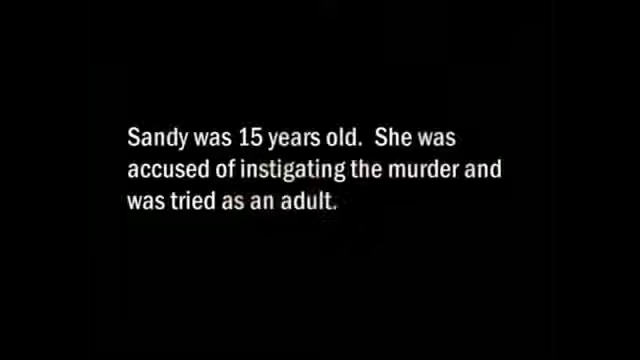 Sandy was 15 years old.  She was
accused of instigating the murder and
was tried as an adult.